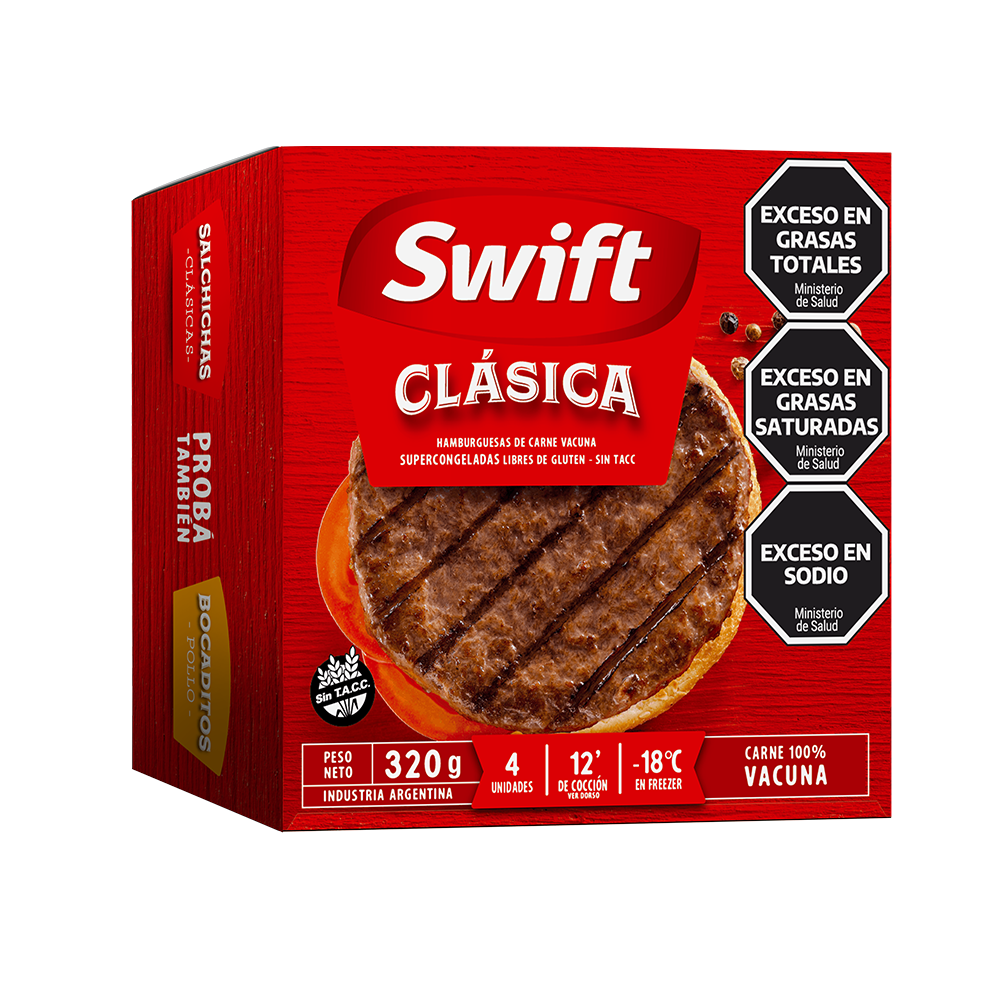 Swift
CLÁSICA
HAMBURGUESAS DE CARNE VACUNA
SUPERCONGELADAS LIBRES DE GLUTEN - SIN TACC
EXCESO EN
GRASAS
TOTALES
Ministerio
de Salud
EXCESO EN
GRASAS
SATURADAS
Ministerio
de Salud
EXCESO EN
SODIO
Ministerio
de Salud
Sin T.A.C.C.
PESO
NETO
320 g
INDUSTRIA ARGENTINA
4
UNIDADES
12'
DE COCCIÓN
VER DORSO
-18°C
EN FREEZER
CARNE 100%
VACUNA
SALCHICHAS
-CLÁSICAS-
PROBÁ
TAMBIÉN
BOCADITOS
- POLLO -